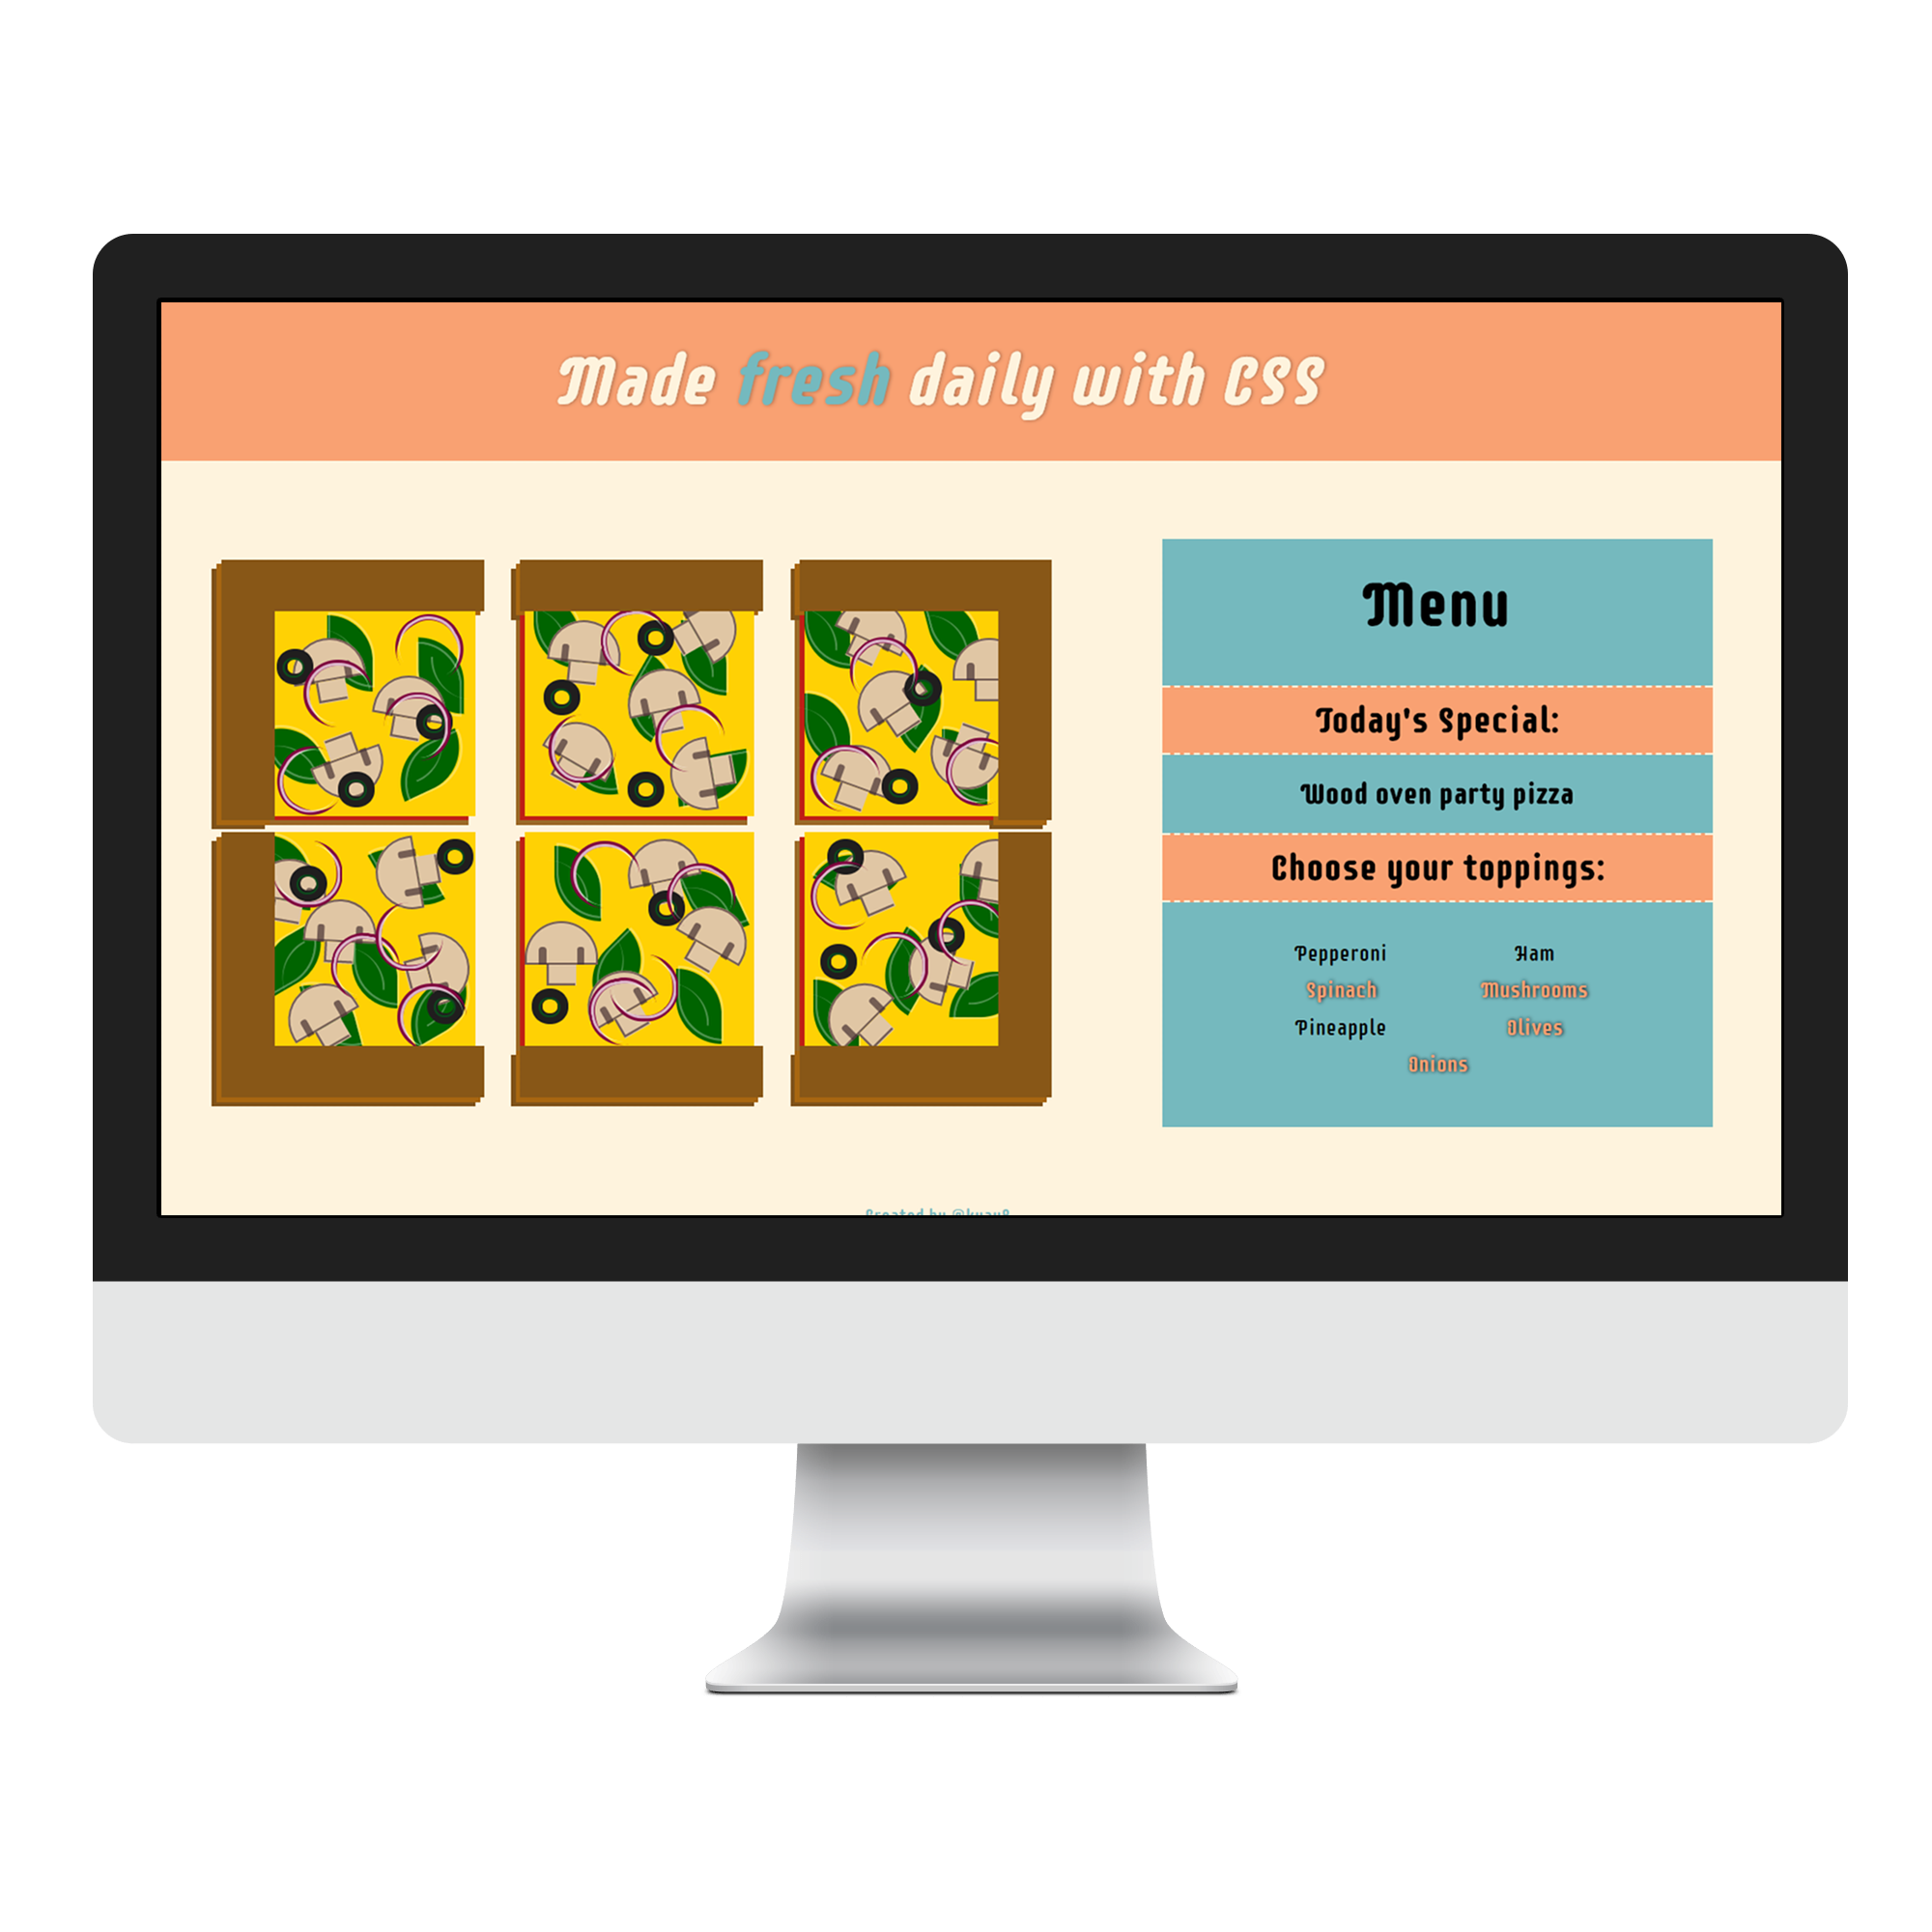 Made fresh daily with CSS
Menu
Today's Special:
Wood oven party pizza
Choose your toppings:
Pepperoni Ham
Spinach Mushrooms
Pineapple Olives
Onions
Created by